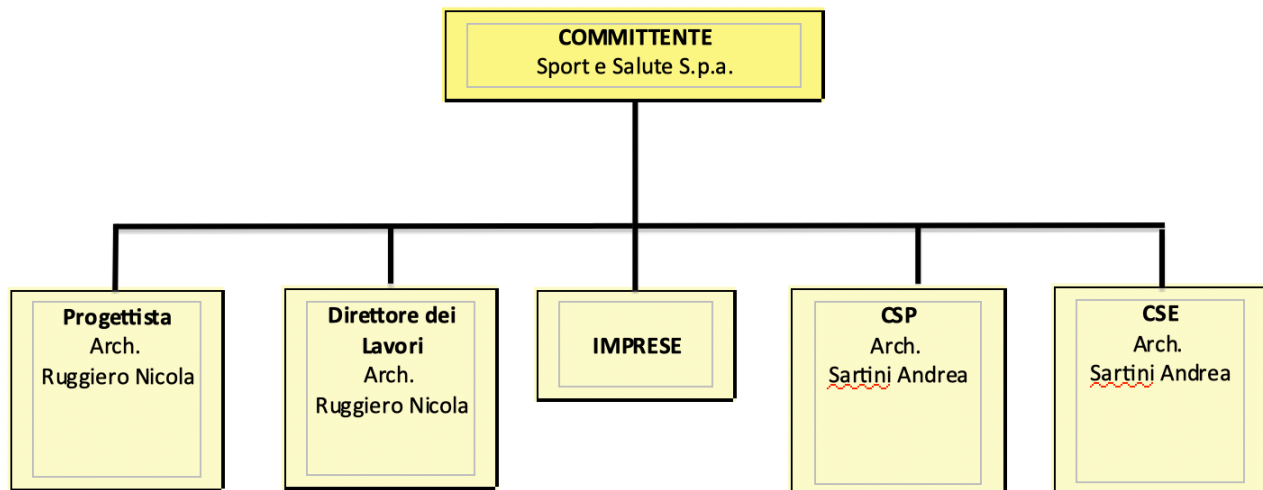 COMMITTENTE
Sport e Salute S.p.a.
Progettista
Arch.
Ruggiero Nicola
Direttore dei
Lavori
Arch.
Ruggiero Nicola
IMPRESE
CSP
Arch.
Sartini Andrea
CSE
Arch.
Sartini Andrea